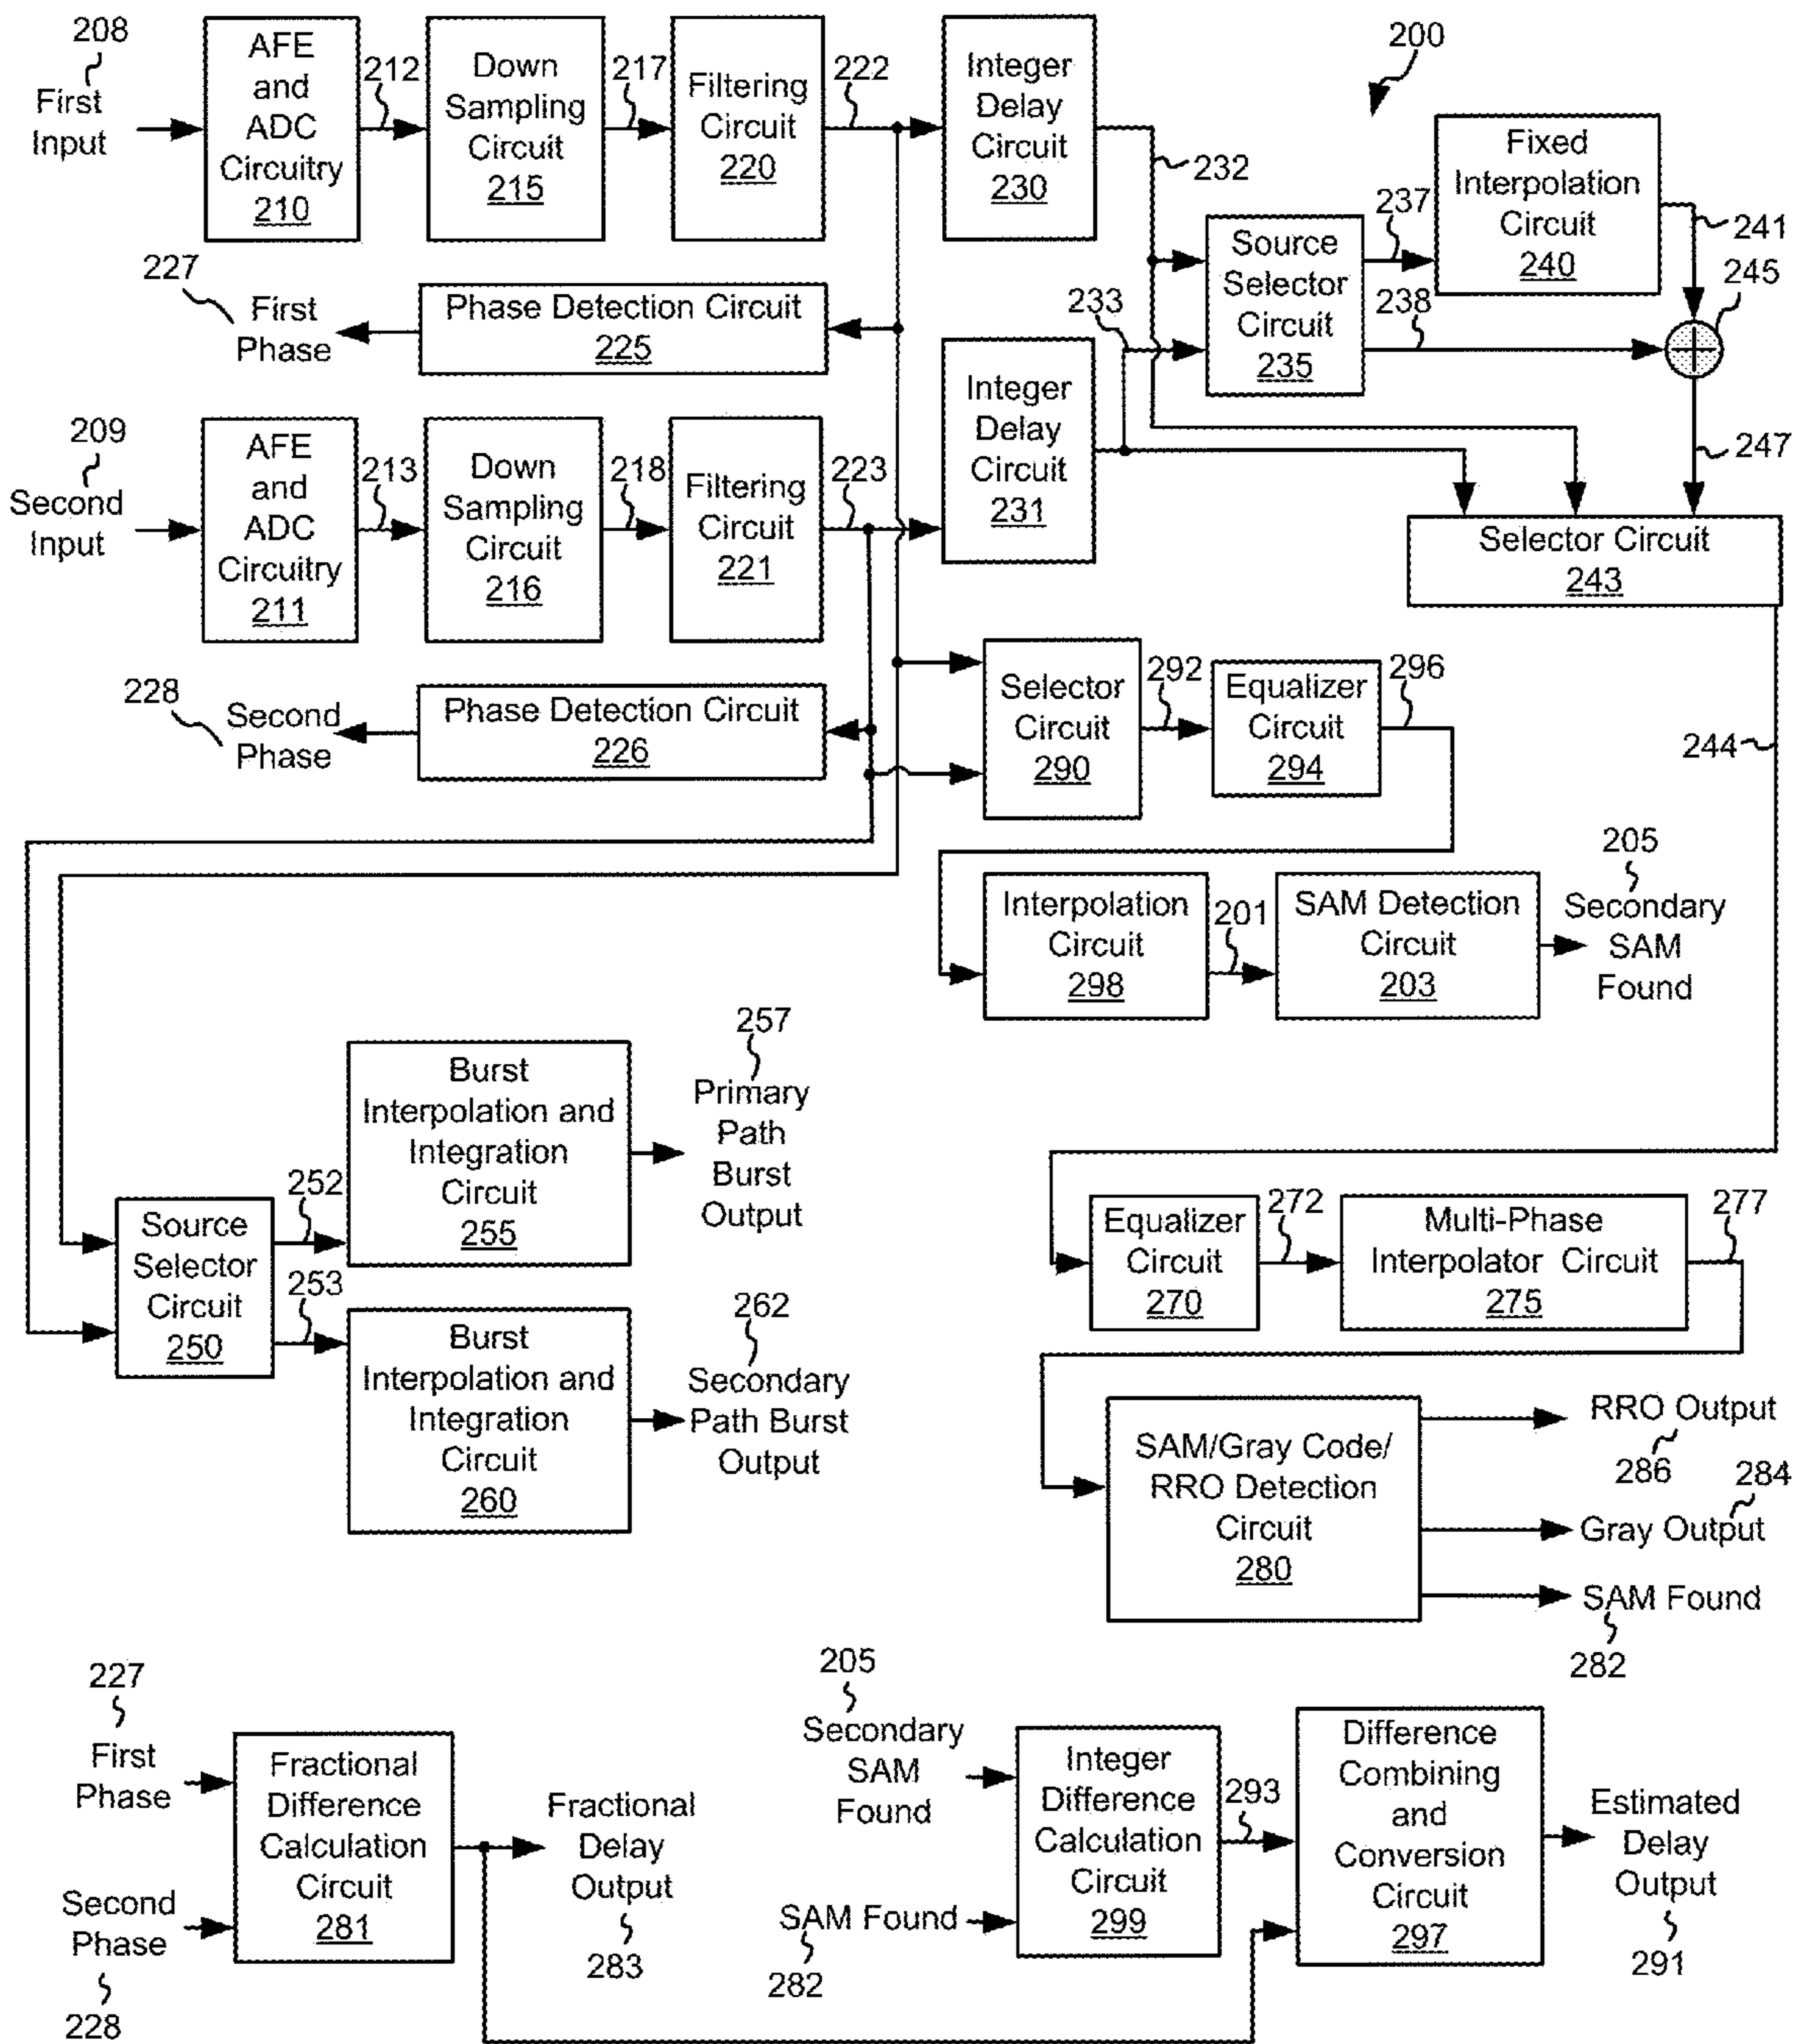 208
First
Input
AFE
and
ADC
Circuitry
210
212
Down
Sampling
Circuit
215
217
Filtering
Circuit
220
222
Integer
Delay
Circuit
230
232
200
Source
Selector
Circuit
235
237
238
Fixed
Interpolation
Circuit
240
241
245
247
227
First
Phase
Phase Detection Circuit
225
233
209
Second
Input
AFE
and
ADC
Circuitry
211
213
Down
Sampling
Circuit
216
218
Filtering
Circuit
221
223
Integer
Delay
Circuit
231
Selector Circuit
243
244
228
Second
Phase
Phase Detection Circuit
226
Selector
Circuit
290
292
Equalizer
Circuit
294
296
Interpolation
Circuit
298
201
SAM Detection
Circuit
203
205
Secondary
SAM
Found
Source
Selector
Circuit
250
252
253
Burst
Interpolation and
Integration
Circuit
255
257
Primary
Path
Burst
Output
Burst
Interpolation and
Integration
Circuit
260
262
Secondary
Path Burst
Output
Equalizer
Circuit
270
272
Multi-Phase
Interpolator Circuit
275
277
SAM/Gray Code/
RRO Detection
Circuit
280
RRO Output
286
284
Gray Output
SAM Found
282
227
First
Phase
Second
Phase
228
Fractional
Difference
Calculation
Circuit
281
Fractional
Delay
Output
283
205
Secondary
SAM
Found
SAM Found
282
Integer
Difference
Calculation
Circuit
299
293
Difference
Combining
and
Conversion
Circuit
297
Estimated
Delay
Output
291